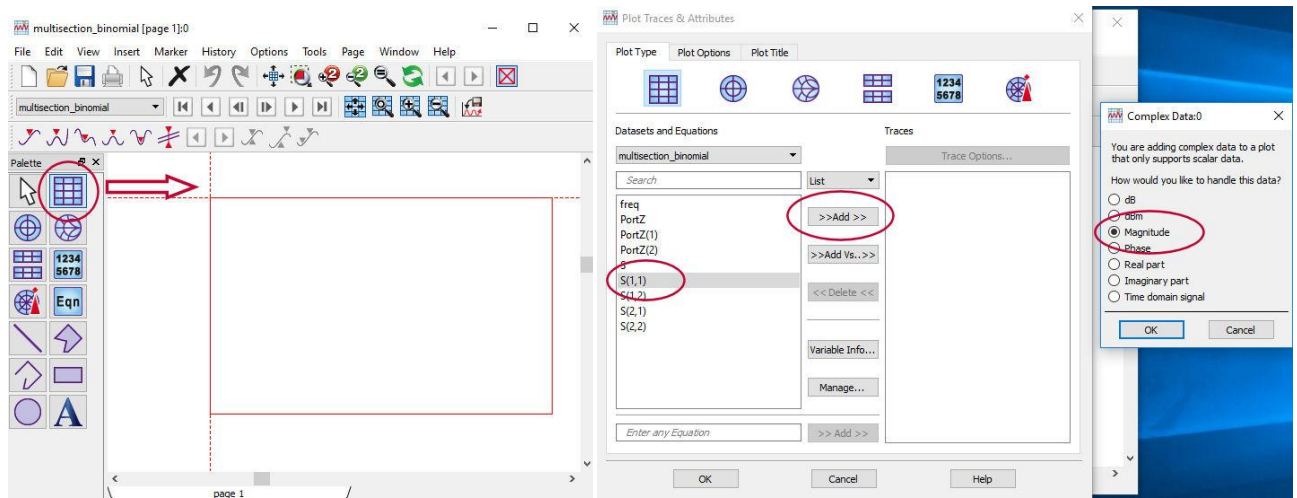 multisection_binomial [page 1]:0
File Edit View Insert Marker History Options Tools Page Window Help
multisection_binomial
Palette
1234
5678
Eqn
A
page 1
Plot Traces & Attributes
Plot Type Plot Options Plot Title
1234
5678
Datasets and Equations
Traces
multisection_binomial
Trace Options...
Search
List
freq
PortZ
PortZ(1)
PortZ(2)
S
S(1,1)
S(1,2)
S(2,1)
S(2,2)
>>Add >>
>>Add Vs..>>
<< Delete <<
Variable Info...
Manage...
Enter any Equation
>> Add >>
OK Cancel Help
Complex Data:0
You are adding complex data to a plot
that only supports scalar data.
How would you like to handle this data?
dB
dBm
Magnitude
Phase
Real part
Imaginary part
Time domain signal
OK Cancel